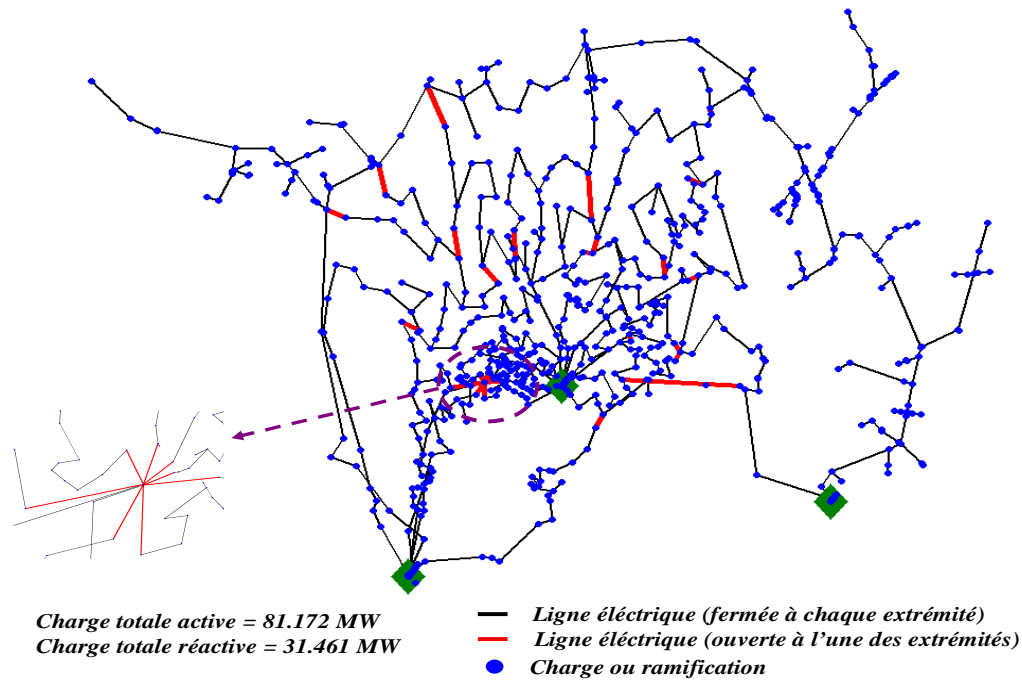 Charge totale active = 81.172 MW
Charge totale réactive = 31.461 MW
Ligne éléctrique (fermée à chaque extrémité)
Ligne éléctrique (ouverte à l'une des extrémités)
Charge ou ramification